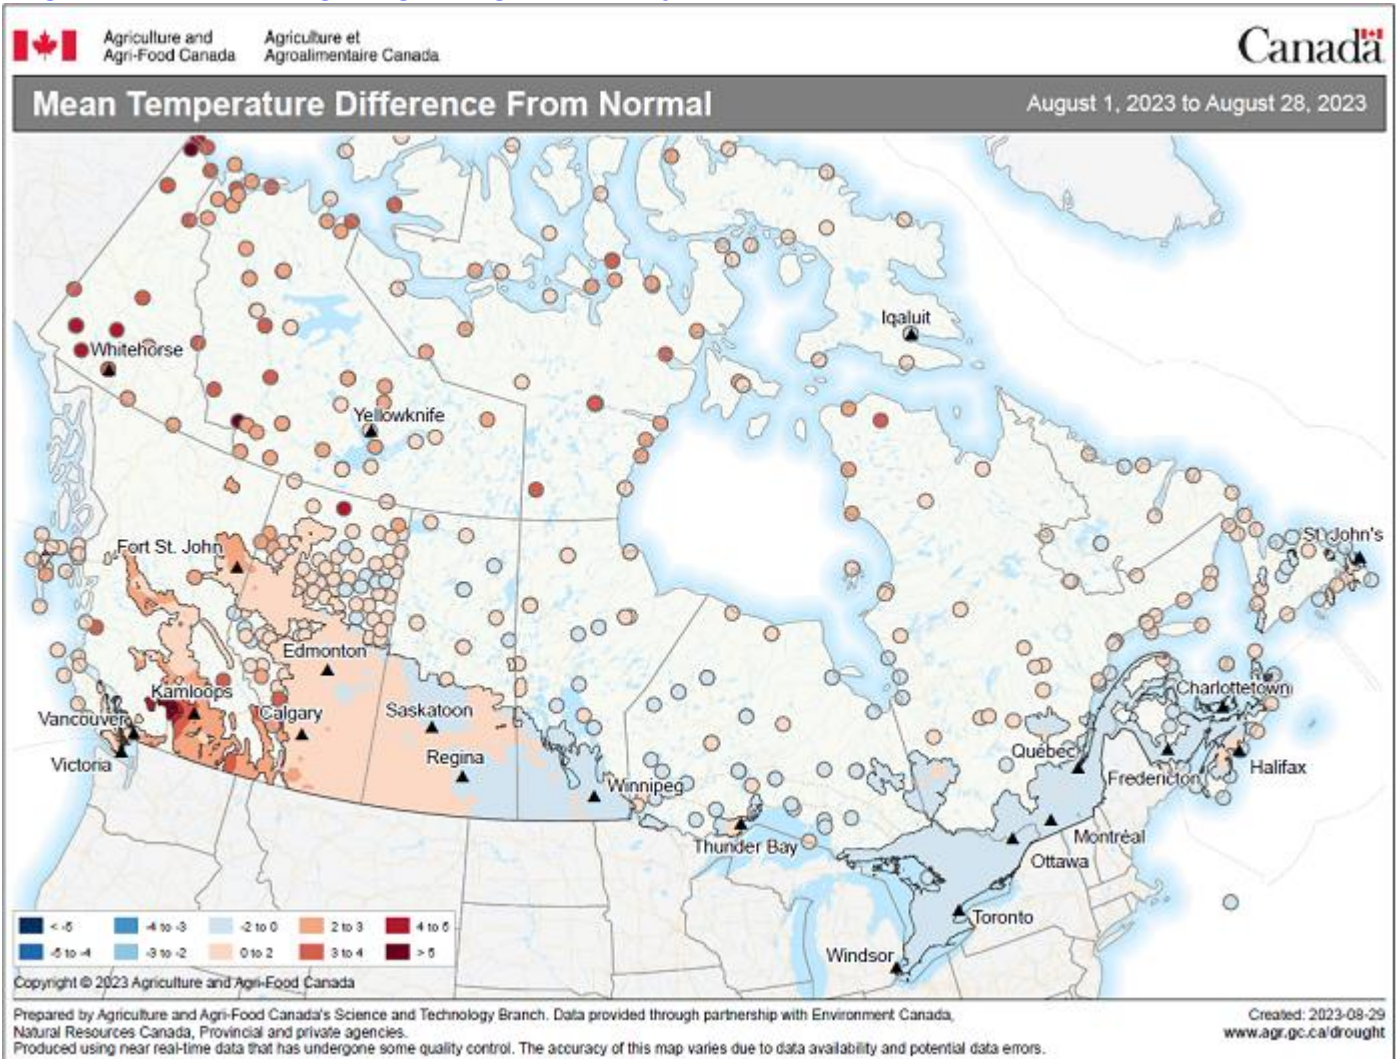 Agriculture and Agri-Food Canada
Agriculture et Agroalimentaire Canada
Canada
Mean Temperature Difference From Normal
August 1, 2023 to August 28, 2023
Iqaluit
Whitehorse
Yellowknife
St. John's
Fort St. John
Edmonton
Kamloops
Charlottetown
Vancouver
Calgary
Saskatoon
Québec
Victoria
Regina
Halifax
Fredericton
Winnipeg
Montréal
Thunder Bay
Ottawa
Toronto
Windsor
< -5
-4 to -3
-2 to 0
2 to 3
4 to 5
-5 to -4
-3 to -2
0 to 2
3 to 4
> 5
Copyright © 2023 Agriculture and Agri-Food Canada
Prepared by Agriculture and Agri-Food Canada's Science and Technology Branch. Data provided through partnership with Environment Canada,
Natural Resources Canada, Provincial and private agencies.
Produced using near real-time data that has undergone some quality control. The accuracy of this map varies due to data availability and potential data errors.
Created: 2023-08-29
www.agr.gc.ca/drought